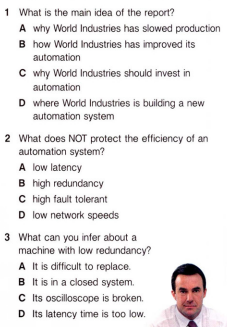 1 What is the main idea of the report?
A why World Industries has slowed production
B how World Industries has improved its
automation
C why World Industries should invest in
automation
D where World Industries is building a new
automation system
2 What does NOT protect the efficiency of an
automation system?
A low latency
B high redundancy
C high fault tolerant
D low network speeds
3 What can you infer about a
machine with low redundancy?
A It is difficult to replace.
B It is in a closed system.
C Its oscilloscope is broken.
D Its latency time is too low.